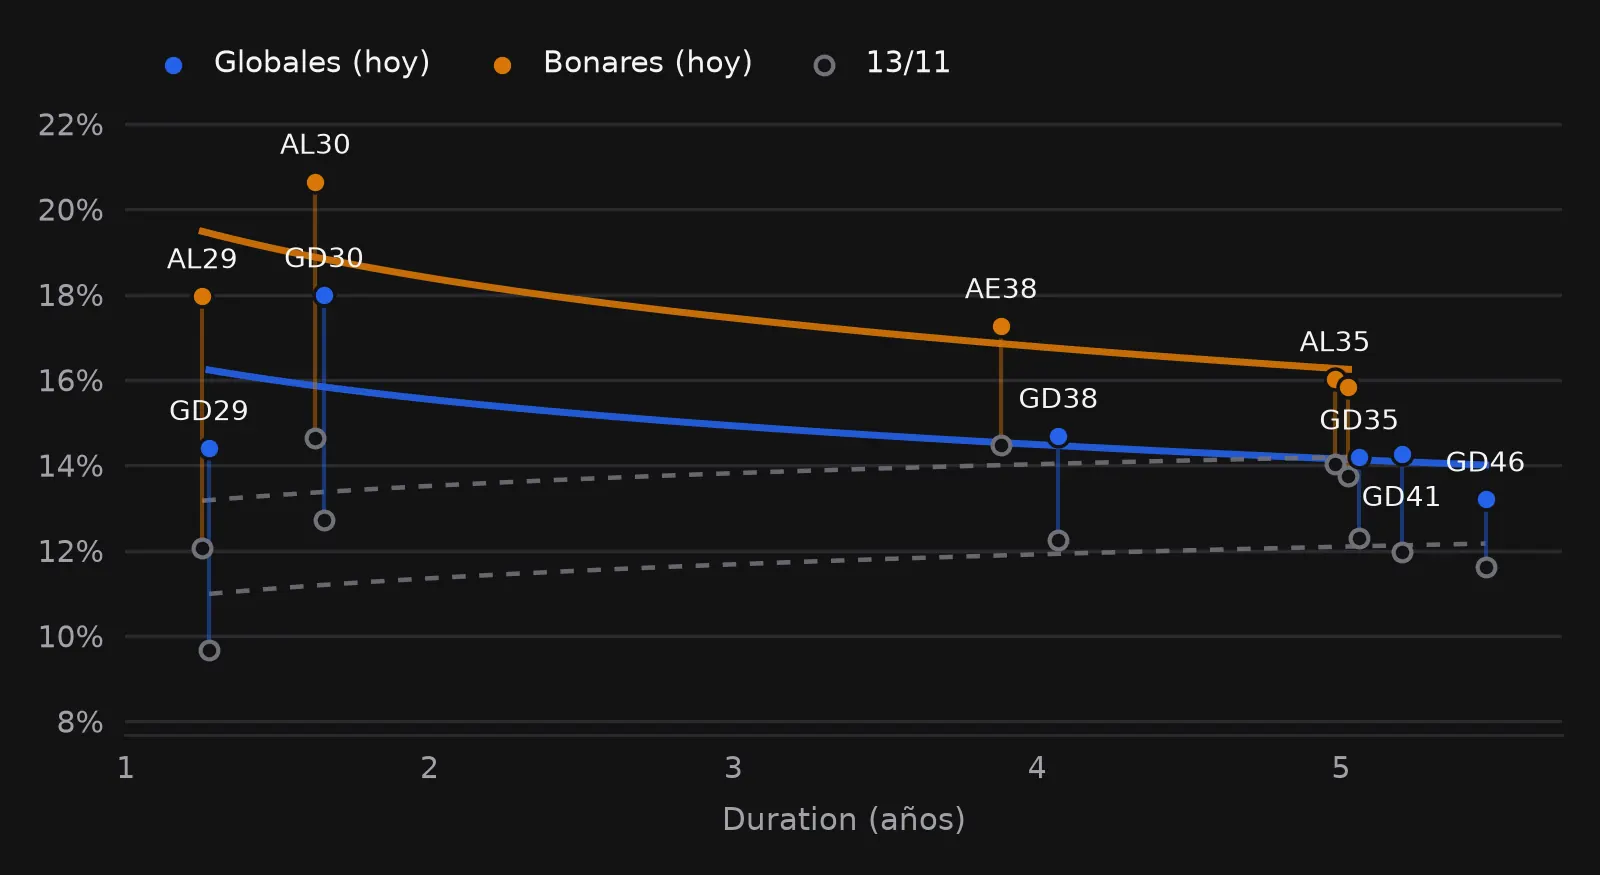 Globales (hoy) Bonares (hoy) 13/11
22%
AL30
20%
AL29 GD30
18%
AE38
AL35
16%
GD29
GD38
GD35
14%
GD46
GD41
12%
10%
8%
1 2 3 4 5
Duration (años)